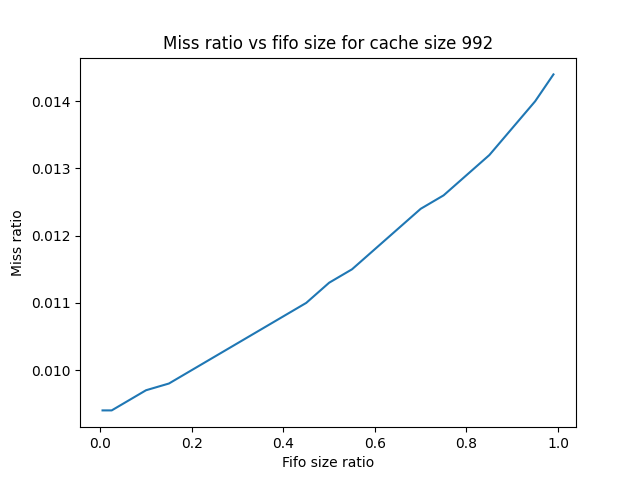 Miss ratio vs fifo size for cache size 992
0.014
0.013
0.012
0.011
0.010
Miss ratio
0.0 0.2 0.4 0.6 0.8 1.0
Fifo size ratio